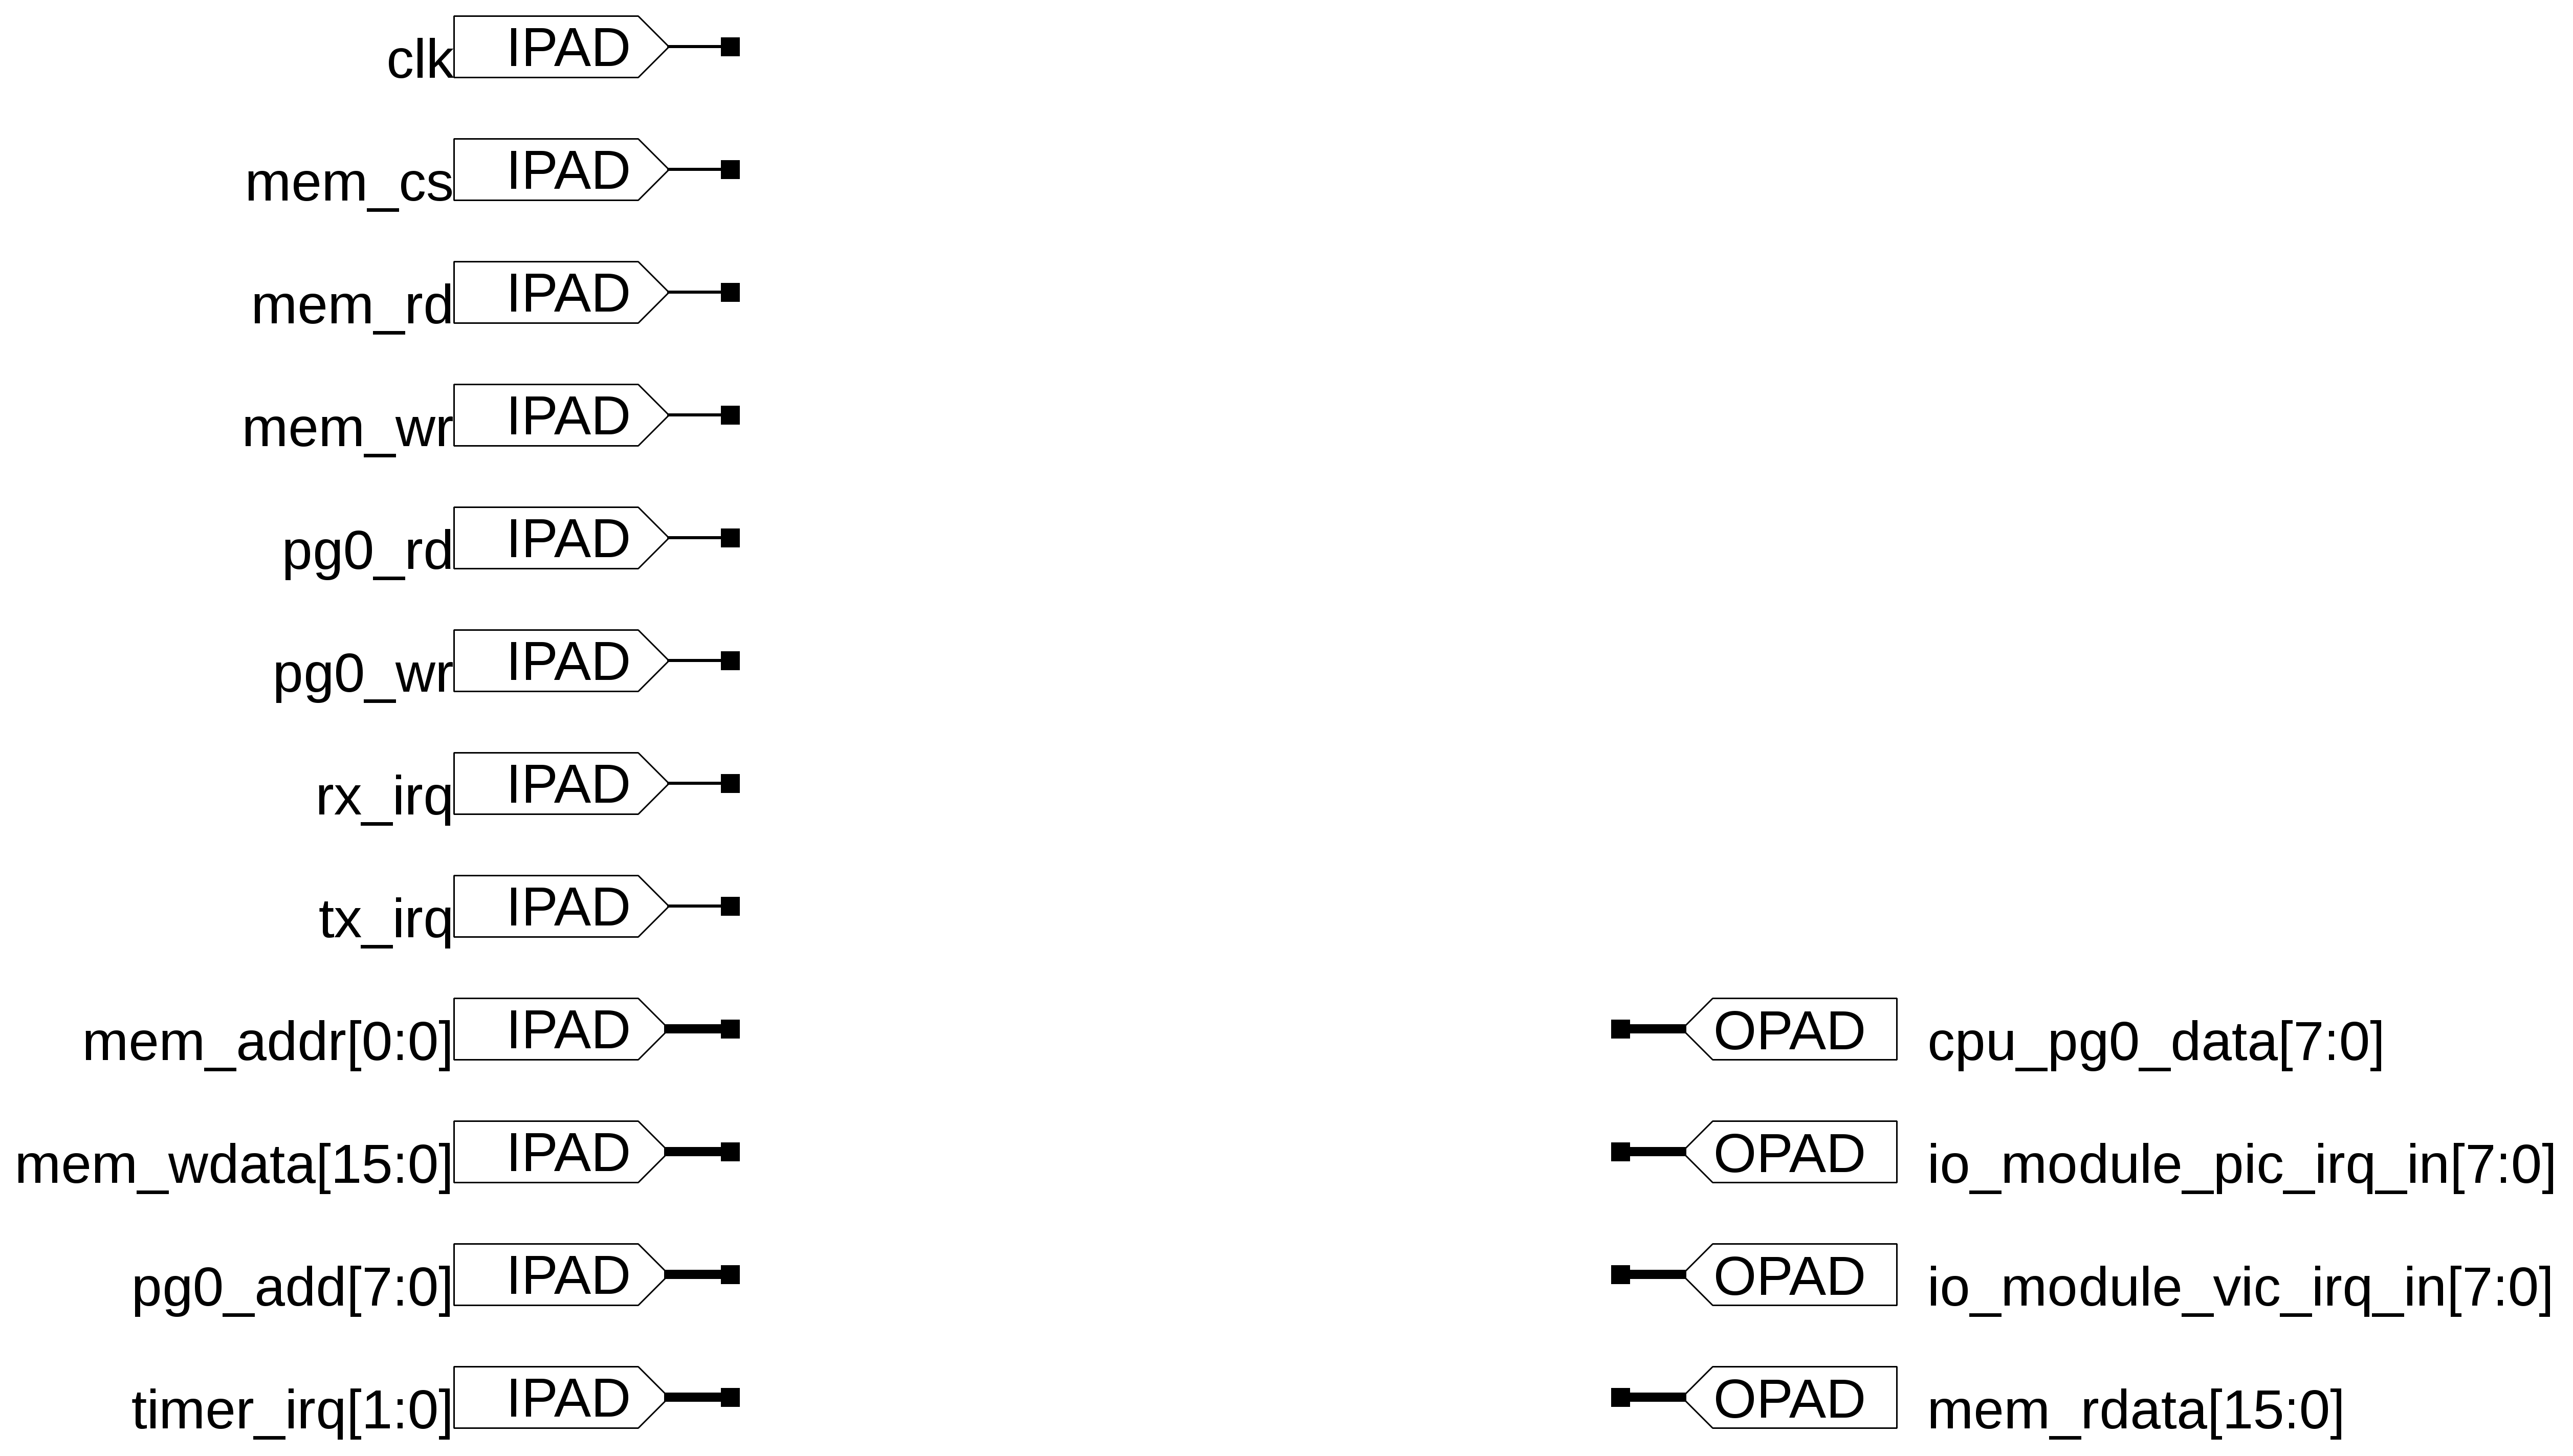 clk IPAD
mem_cs IPAD
mem_rd IPAD
mem_wr IPAD
pg0_rd IPAD
pg0_wr IPAD
rx_irq IPAD
tx_irq IPAD
mem_addr[0:0] IPAD OPAD cpu_pg0_data[7:0]
mem_wdata[15:0] IPAD OPAD io_module_pic_irq_in[7:0]
pg0_add[7:0] IPAD OPAD io_module_vic_irq_in[7:0]
timer_irq[1:0] IPAD OPAD mem_rdata[15:0]